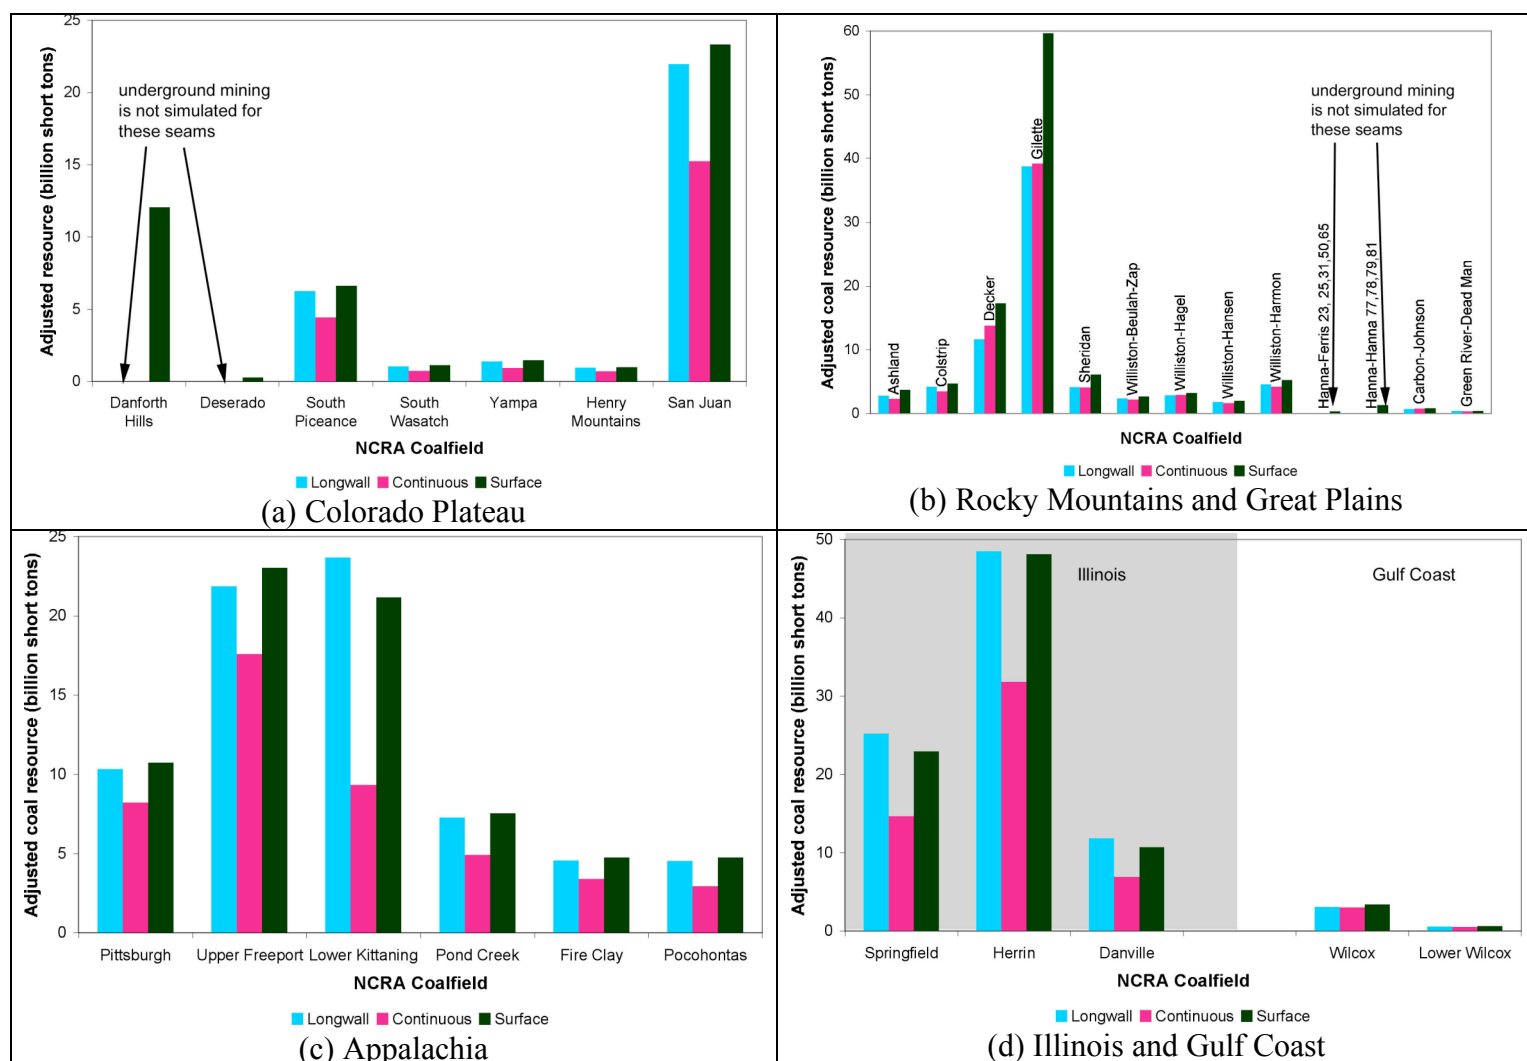 Adjusted resource (billion short tons)
25
20
15
10
5
0
underground mining
is not simulated for
these seams
Danforth
Hills
Deserado
South
Piceance
South
Wasatch
Yampa
Henry
Mountains
San Juan
NCRA Coalfield
Longwall Continuous Surface
(a) Colorado Plateau
Adjusted coal resource (billion short tons)
60
50
40
30
20
10
0
Ashland
Colstrip
Decker
Gilette
Sheridan
Williston-Beulah-Zap
Williston-Hagel
Williston-Hansen
Williston-Harmon
Hanna-Ferris 23, 25,31,50,65
Hanna-Hanna 77,78,79,81
Carbon-Johnson
Green River-Dead Man
underground mining
is not simulated for
these seams
NCRA Coalfield
Longwall Continuous Surface
(b) Rocky Mountains and Great Plains
Adjusted coal resource (billion short tons)
25
20
15
10
5
0
Pittsburgh Upper Freeport Lower Kittaning Pond Creek Fire Clay Pocohontas
NCRA Coalfield
Longwall Continuous Surface
(c) Appalachia
Adjusted coal resource (billion short tons)
50
40
30
20
10
0
Illinois Gulf Coast
Springfield Herrin Danville Wilcox Lower Wilcox
NCRA Coalfield
Longwall Continuous Surface
(d) Illinois and Gulf Coast